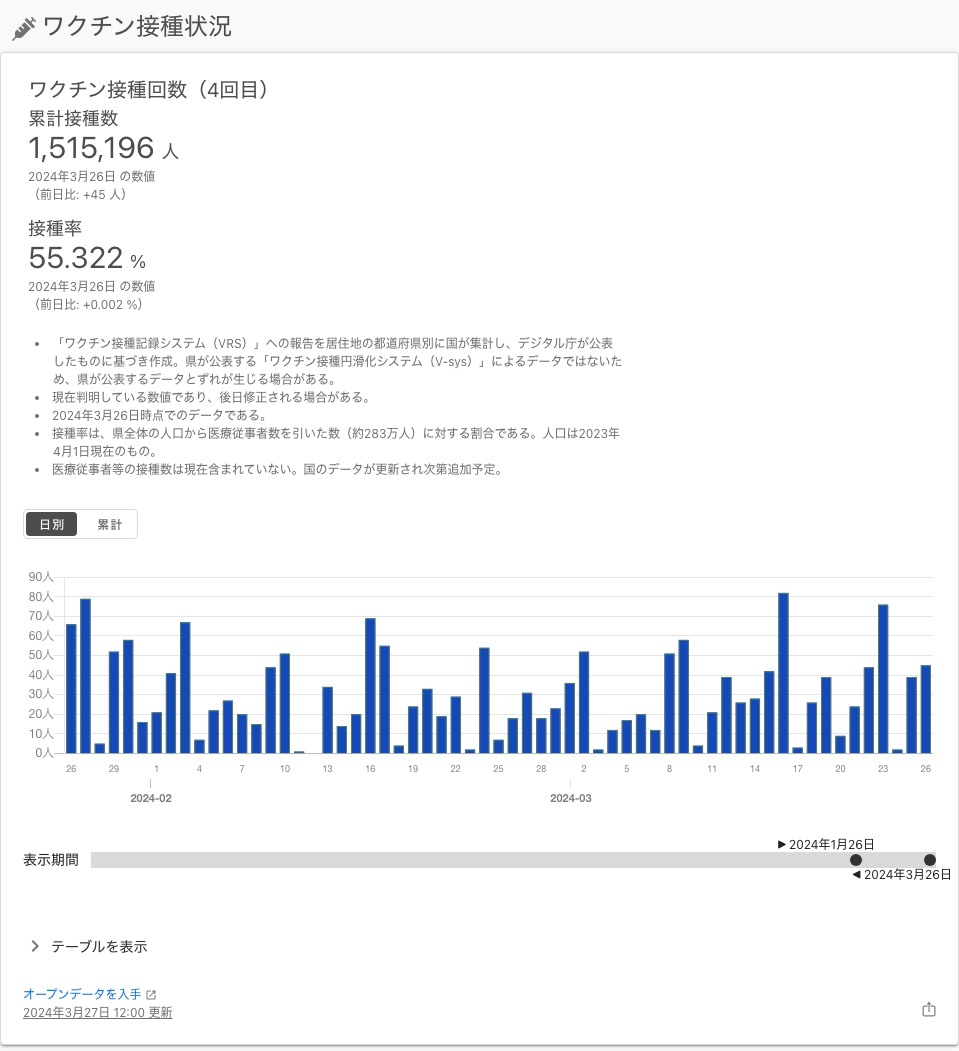 ワクチン接種状況
ワクチン接種回数（4回目）
累計接種数
1,515,196 人
2024年3月26日 の数値
（前日比: +45 人）
接種率
55.322 %
2024年3月26日 の数値
（前日比: +0.002 %）
• 「ワクチン接種記録システム（VRS）」への報告を居住地の都道府県別に国が集計し、デジタル庁が公表
したものに基づき作成。県が公表する「ワクチン接種円滑化システム（V-sys）」によるデータではないた
め、県が公表するデータとずれが生じる場合がある。
• 現在判明している数値であり、後日修正される場合がある。
• 2024年3月26日時点でのデータである。
• 接種率は、県全体の人口から医療従事者数を引いた数（約283万人）に対する割合である。人口は2023年
4月1日現在のもの。
• 医療従事者等の接種数は現在含まれていない。国のデータが更新され次第追加予定。
日別 累計
90人
80人
70人
60人
50人
40人
30人
20人
10人
0人
26 29 1 4 7 10 13 16 19 22 25 28 2 5 8 11 14 17 20 23 26
2024-02 2024-03
▶ 2024年1月26日
表示期間
◀ 2024年3月26日
テーブルを表示
オープンデータを入手
2024年3月27日 12:00 更新